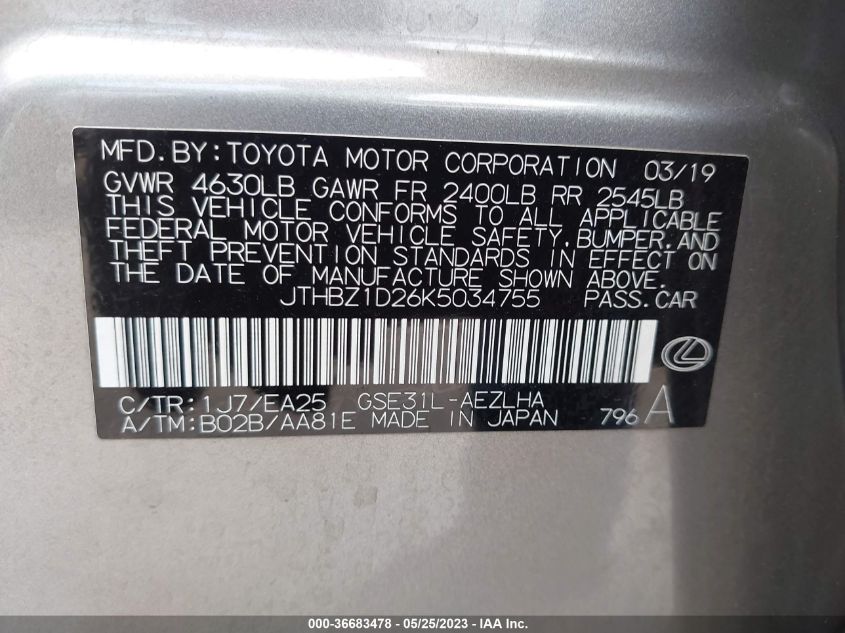 MFD.BY:TOYOTA MOTOR CORPORATION 03/19
GVWR 4630LB GAWR FR 2400LB RR 2545LB
THIS VEHICLE CONFORMS TO ALL APPLICABLE
FEDERAL MOTOR VEHICLE SAFETY,BUMPER,AND
THEFT PREVENTION STANDARDS IN EFFECT ON
THE DATE OF MANUFACTURE SHOWN ABOVE.
JTHBZ1D26K5034755 PASS.CAR
C/TR:1J7/EA25 GSE31L-AEZLHA
A/TM:B02B/AA81E MADE IN JAPAN 796 A
000-36683478 - 05/25/2023 - IAA Inc.